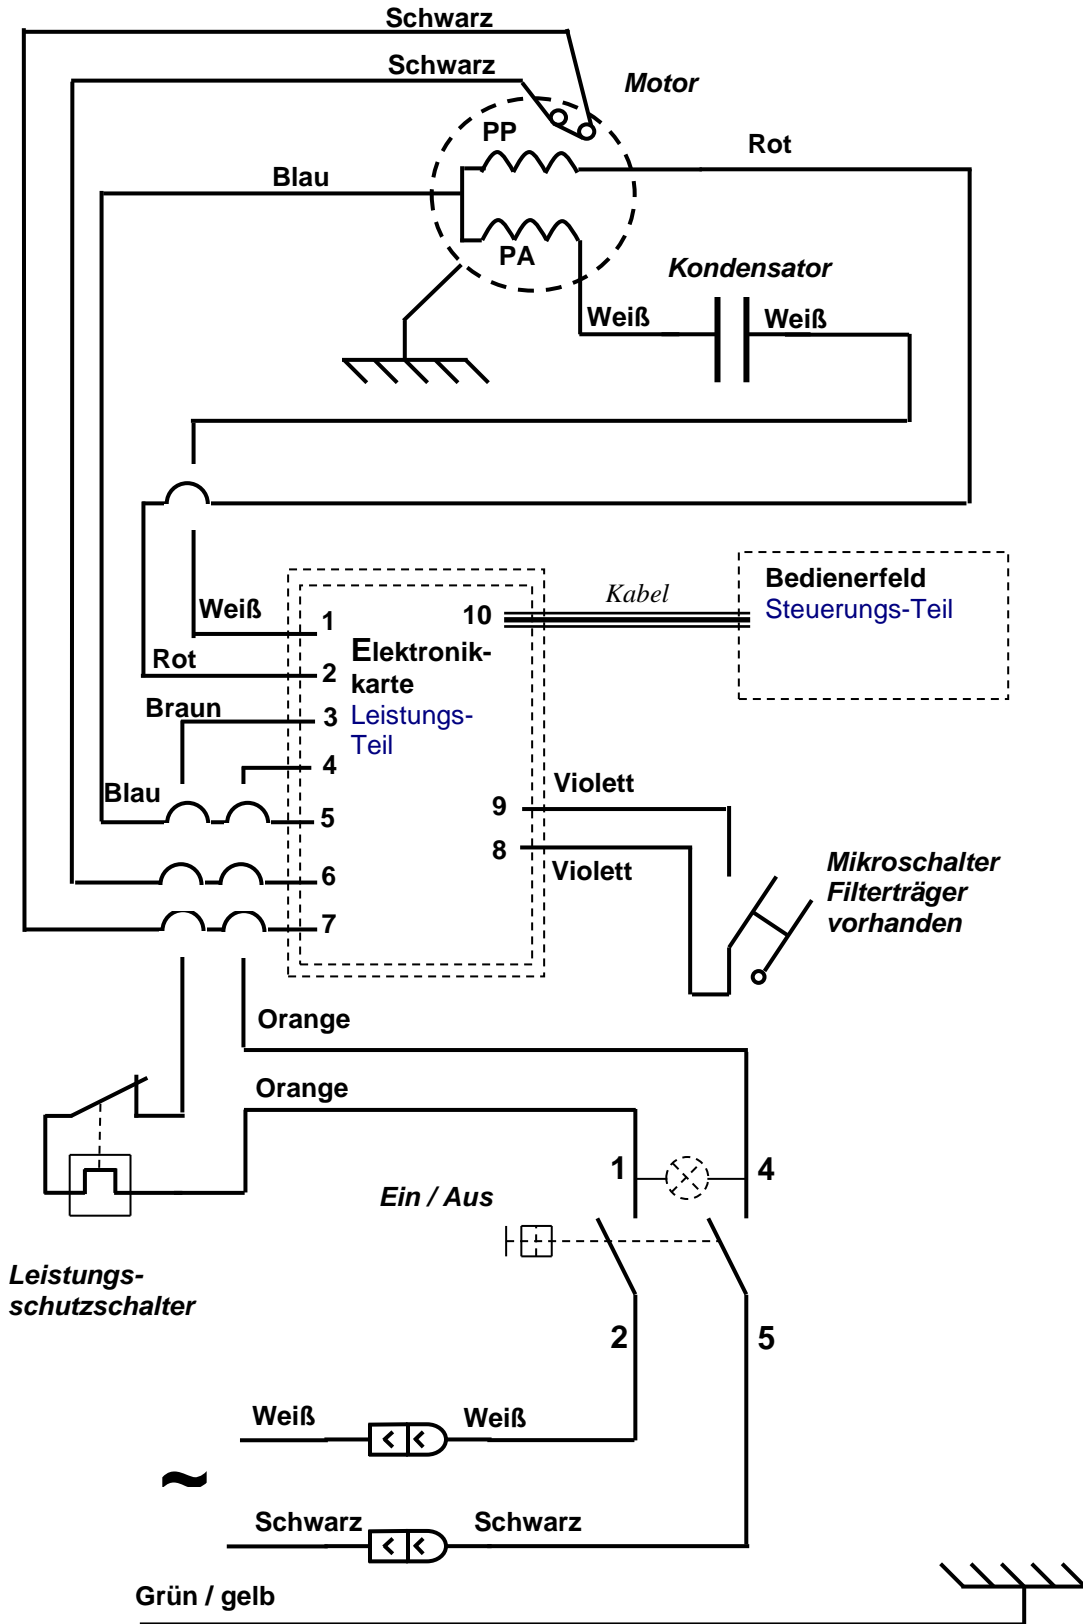 Schwarz
Schwarz
Motor
PP
Rot
Blau
PA
Kondensator
Weiß
Weiß
Kabel
Bedienerfeld
Steuerungs-Teil
Weiß
1
10
Elektronik-
karte
Leistungs-
Teil
Rot
2
Braun
3
4
Blau
5
9
Violett
8
Violett
6
7
Mikroschalter
Filterträger
vorhanden
Orange
Orange
1
4
Ein / Aus
Leistungs-
schutzschalter
2
5
Weiß
Weiß
~
Schwarz
Schwarz
Grün / gelb